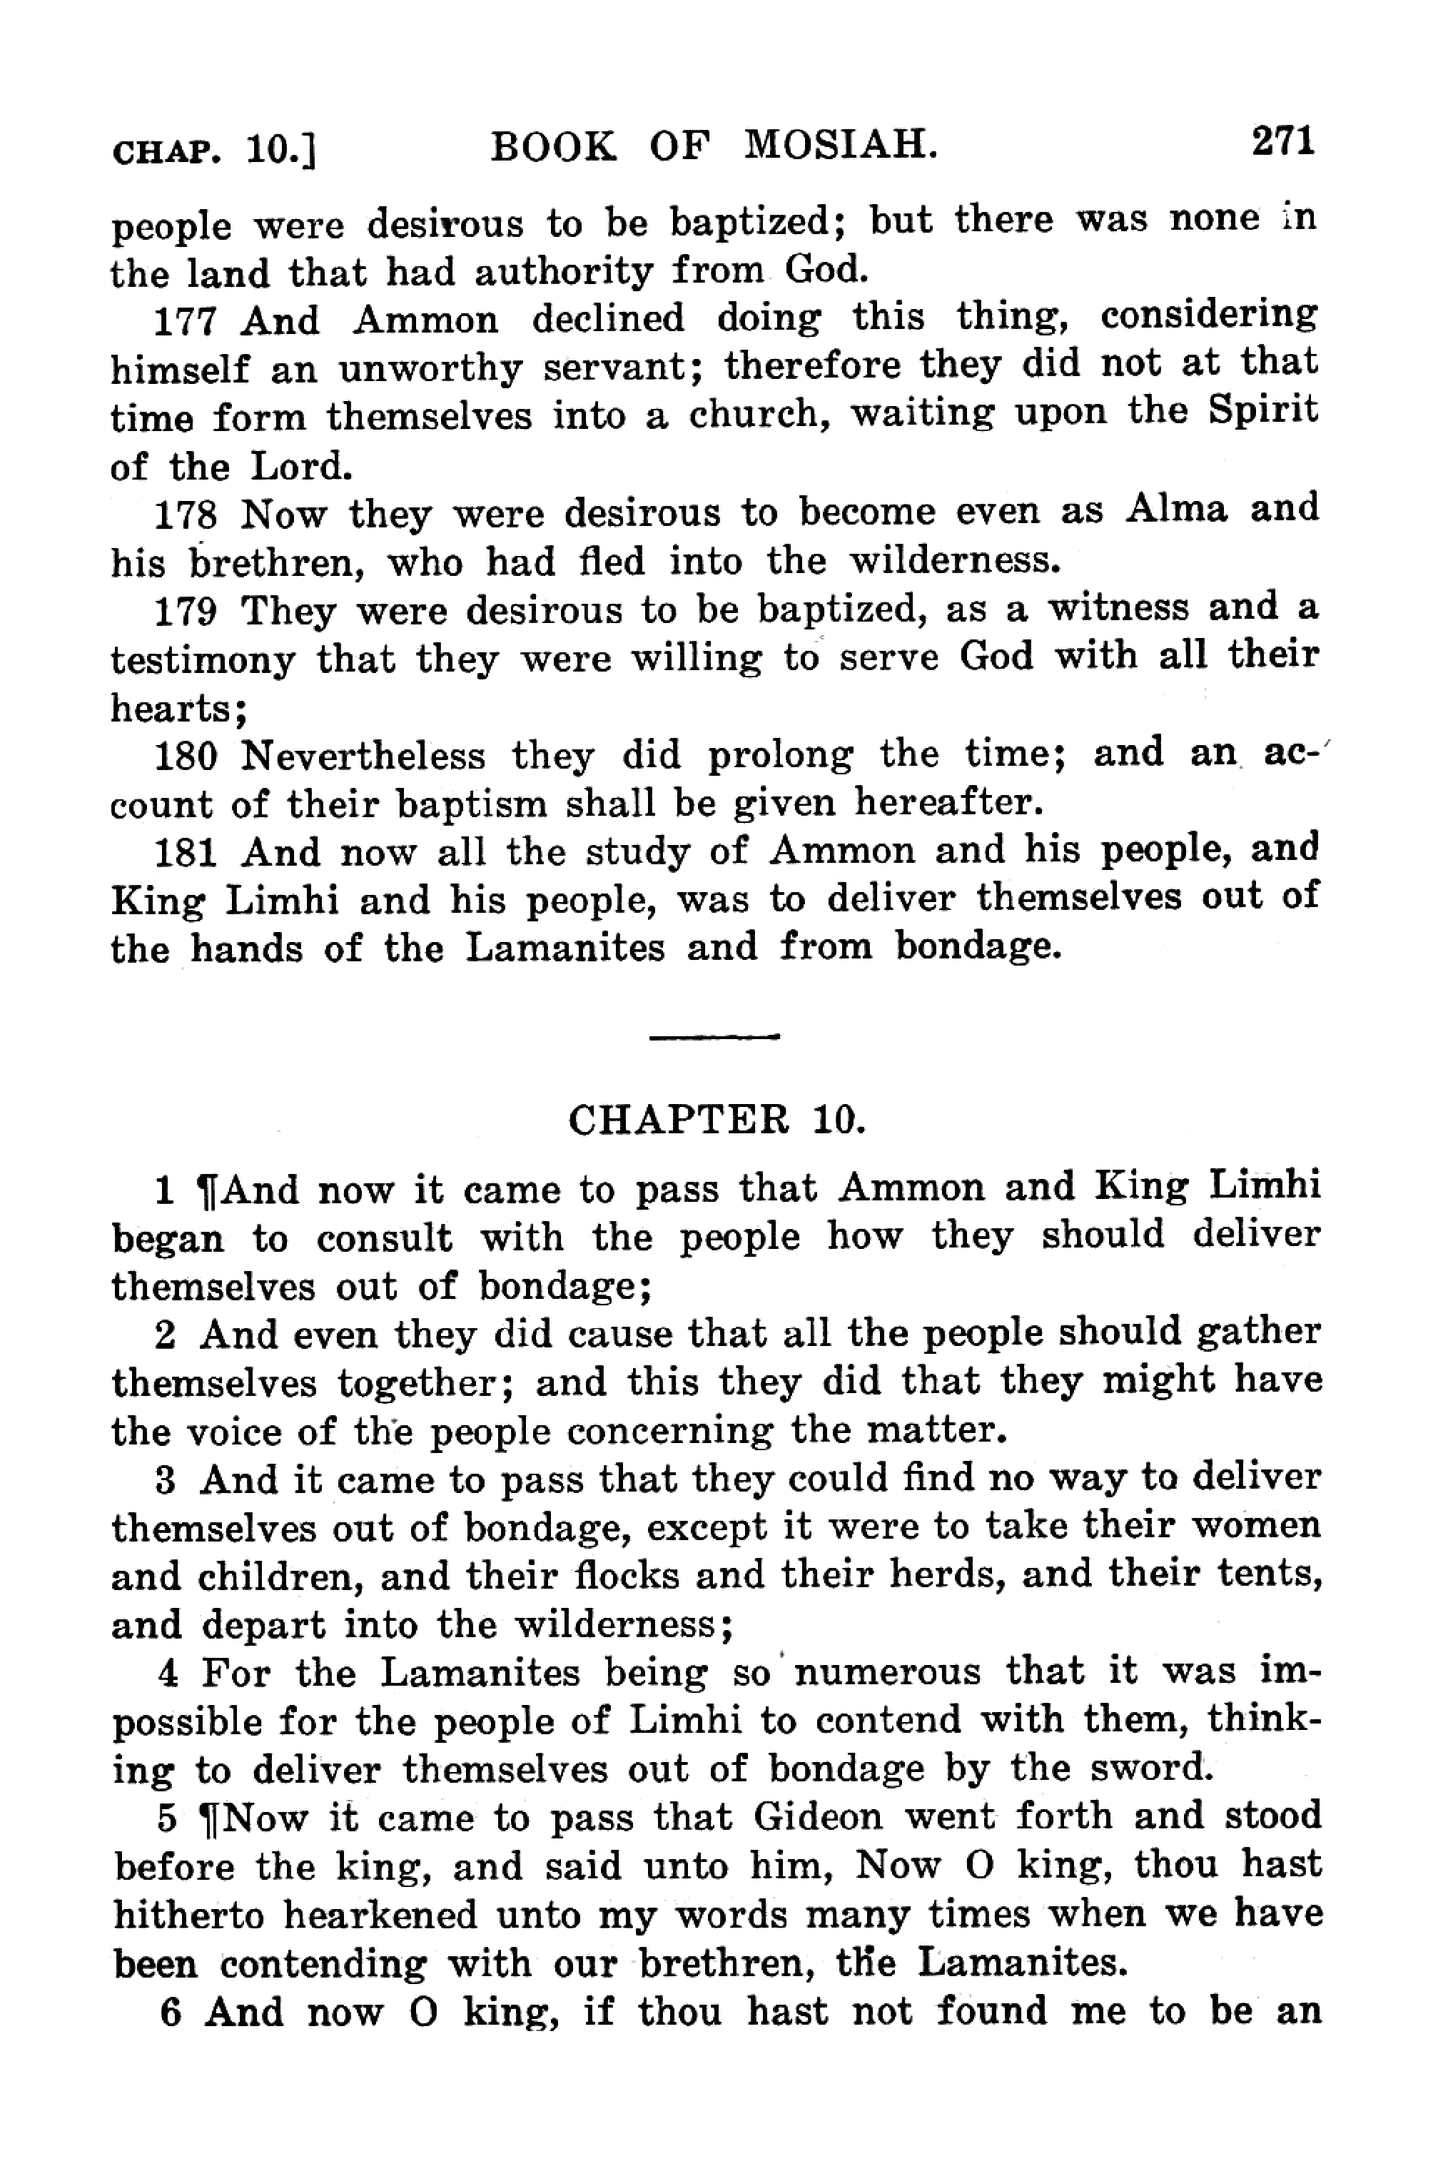 CHAP. 10.] BOOK OF MOSIAH. 271
people were desirous to be baptized; but there was none in
the land that had authority from God.
177 And Ammon declined doing this thing, considering
himself an unworthy servant; therefore they did not at that
time form themselves into a church, waiting upon the Spirit
of the Lord.
178 Now they were desirous to become even as Alma and
his brethren, who had fled into the wilderness.
179 They were desirous to be baptized, as a witness and a
testimony that they were willing to serve God with all their
hearts;
180 Nevertheless they did prolong the time; and an ac-
count of their baptism shall be given hereafter.
181 And now all the study of Ammon and his people, and
King Limhi and his people, was to deliver themselves out of
the hands of the Lamanites and from bondage.
CHAPTER 10.
1 ¶And now it came to pass that Ammon and King Limhi
began to consult with the people how they should deliver
themselves out of bondage;
2 And even they did cause that all the people should gather
themselves together; and this they did that they might have
the voice of the people concerning the matter.
3 And it came to pass that they could find no way to deliver
themselves out of bondage, except it were to take their women
and children, and their flocks and their herds, and their tents,
and depart into the wilderness;
4 For the Lamanites being so numerous that it was im-
possible for the people of Limhi to contend with them, think-
ing to deliver themselves out of bondage by the sword.
5 ¶Now it came to pass that Gideon went forth and stood
before the king, and said unto him, Now O king, thou hast
hitherto hearkened unto my words many times when we have
been contending with our brethren, the Lamanites.
6 And now O king, if thou hast not found me to be an